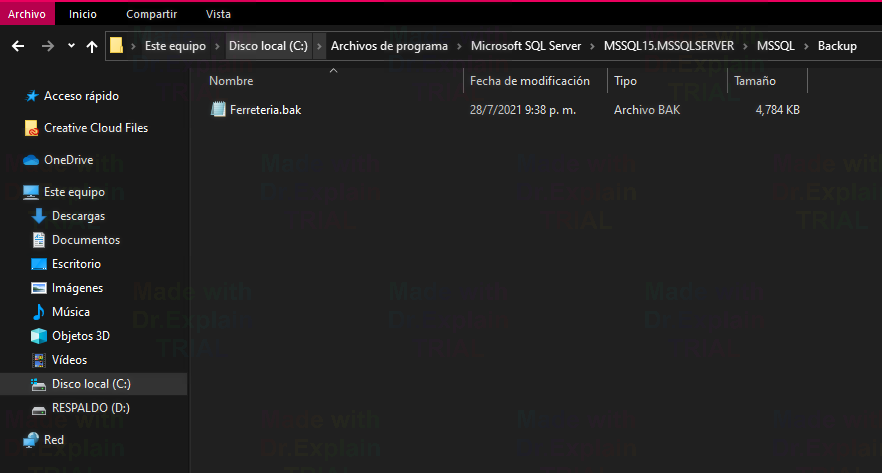 Archivo Inicio Compartir Vista
Este equipo Disco local (C:) Archivos de programa Microsoft SQL Server MSSQL15.MSSQLSERVER MSSQL Backup
Nombre Fecha de modificación Tipo Tamaño
Ferreteria.bak 28/7/2021 9:38 p. m. Archivo BAK 4,784 KB
Acceso rápido
Creative Cloud Files
OneDrive
Este equipo
Descargas
Documentos
Escritorio
Imágenes
Música
Objetos 3D
Vídeos
Disco local (C:)
RESPALDO (D:)
Red
Made with
Dr.Explain
TRIAL